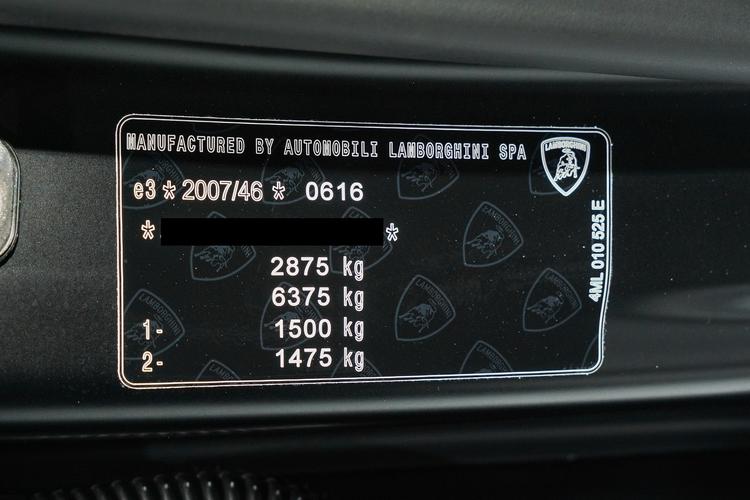 MANUFACTURED BY AUTOMOBILI LAMBORGHINI SPA
LAMBORGHINI
e3*2007/46* 0616
* *
2875 kg
6375 kg
1- 1500 kg
2- 1475 kg
4ML 010 525 E